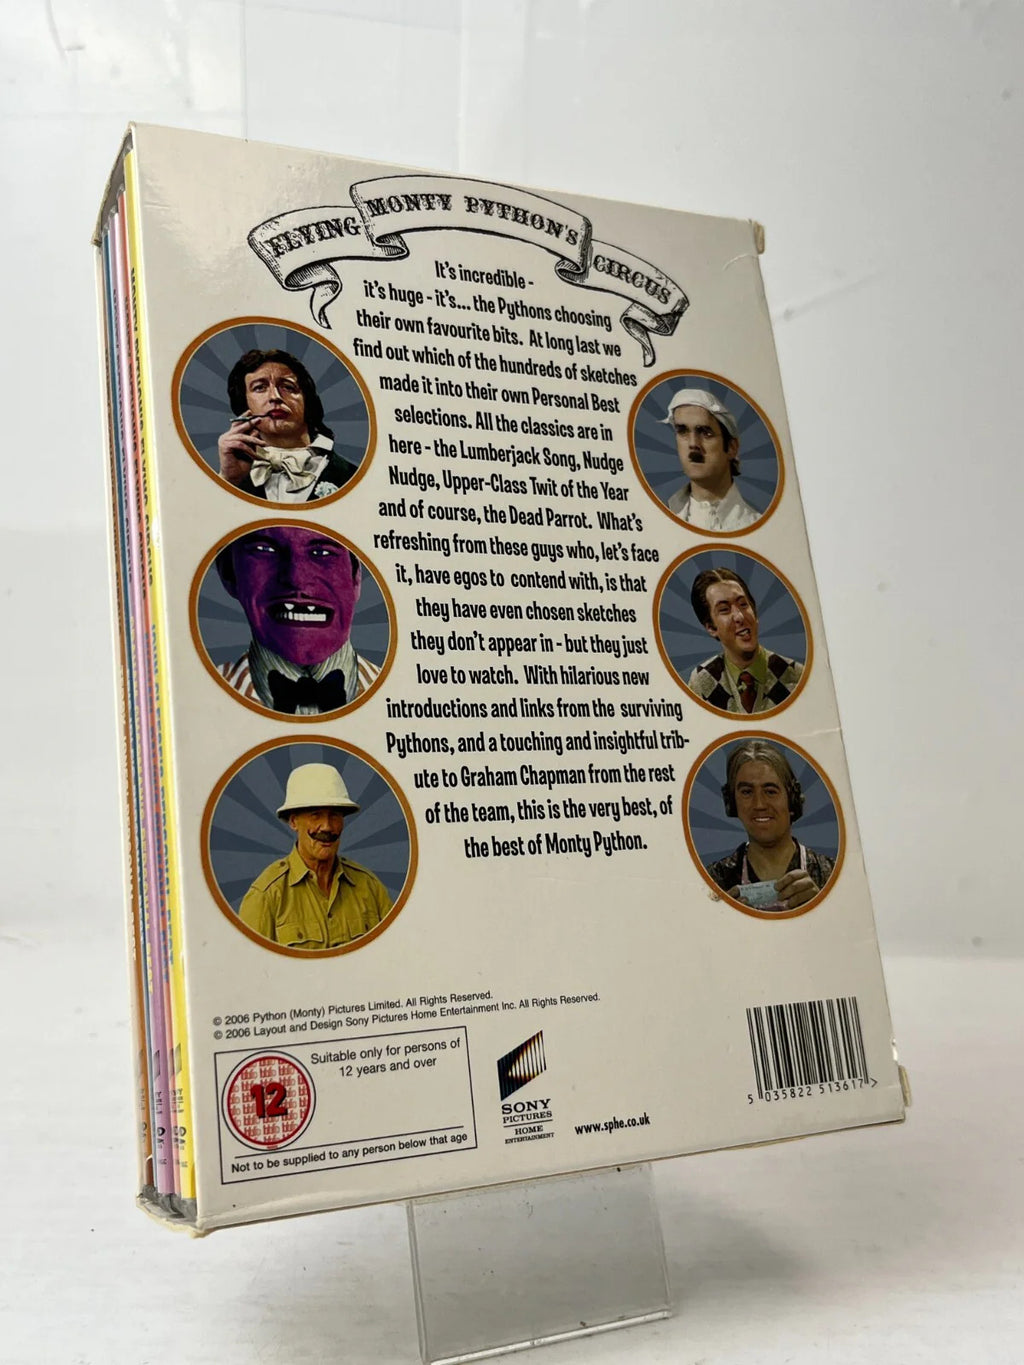 FLYING MONTY PYTHON'S CIRCUS
It's incredible -
it's huge - it's... the Pythons choosing
their own favourite bits. At long last we
find out which of the hundreds of sketches
made it into their own Personal Best
selections. All the classics are in
here - the Lumberjack Song, Nudge
Nudge, Upper-Class Twit of the Year
and of course, the Dead Parrot. What's
refreshing from these guys who, let's face
it, have egos to contend with, is that
they have even chosen sketches
they don't appear in - but they just
love to watch. With hilarious new
introductions and links from the surviving
Pythons, and a touching and insightful trib-
ute to Graham Chapman from the rest
of the team, this is the very best, of
the best of Monty Python.
© 2006 Python (Monty) Pictures Limited. All Rights Reserved.
© 2006 Layout and Design Sony Pictures Home Entertainment Inc. All Rights Reserved.
12
Suitable only for persons of
12 years and over
Not to be supplied to any person below that age
SONY
PICTURES
HOME
ENTERTAINMENT
www.sphe.co.uk
5 035822 513617 >